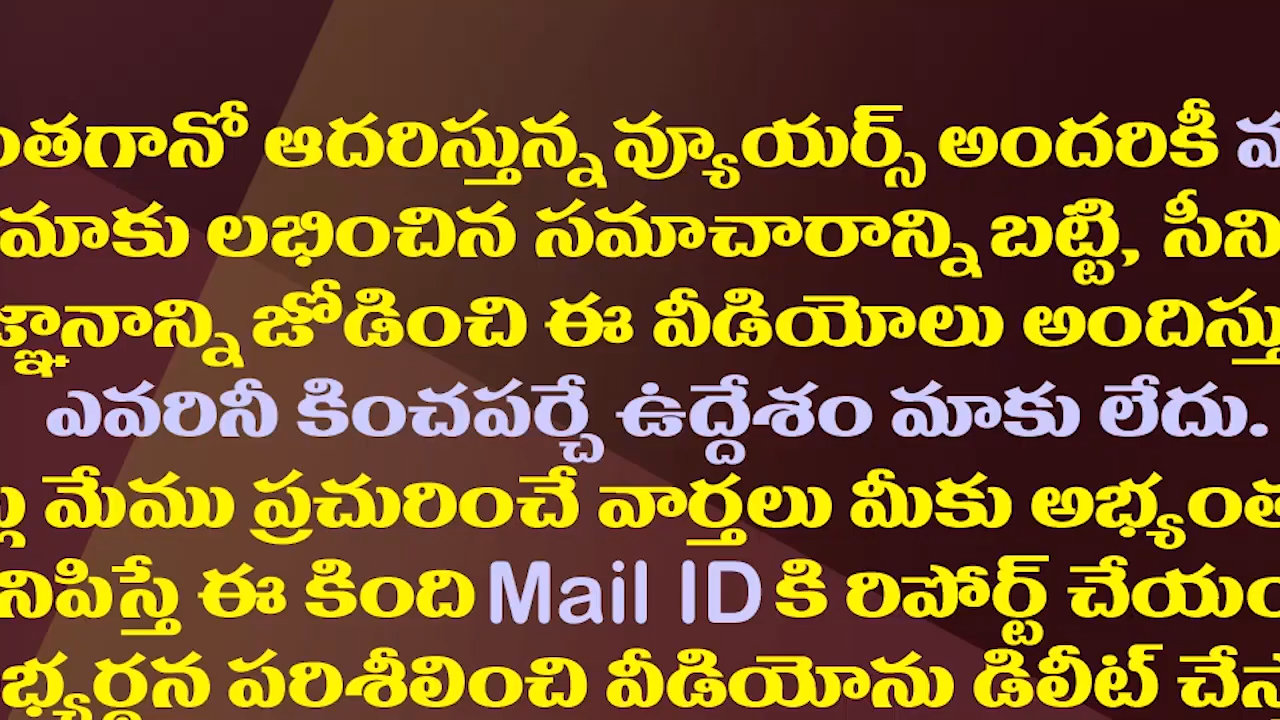 ంతగానో ఆదరిస్తున్న వ్యూయర్స్ అందరికీ
మాకు లభించిన సమాచారాన్ని బట్టి, సీని
జ్ఞానాన్ని జోడించి ఈ వీడియోలు అందిస్తు
ఎవరినీ కించపర్చే ఉద్దేశం మాకు లేదు.
మేము ప్రచురించే వార్తలు మీకు అభ్యంత
నిపిస్తే ఈ కింది Mail ID కి రిపోర్ట్ చేయం
భ్యర్థన పరిశీలించి వీడియోను డిలీట్ చేస